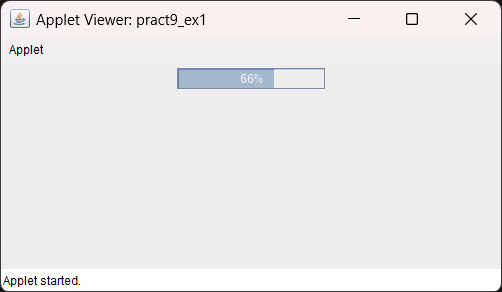 Applet Viewer: pract9_ex1
Applet
66%
Applet started.